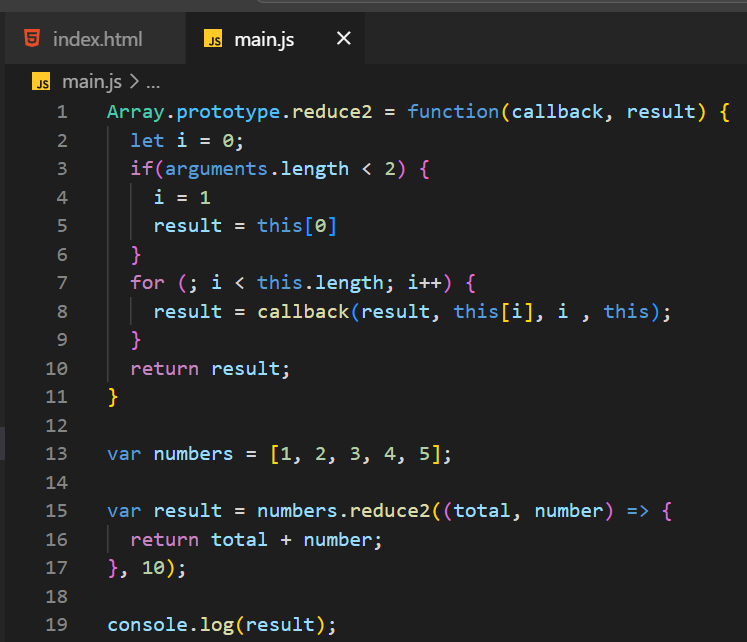 index.html
JS main.js ×
JS main.js > ...
1 Array.prototype.reduce2 = function(callback, result) {
2   let i = 0;
3   if(arguments.length < 2) {
4     i = 1
5     result = this[0]
6   }
7   for (; i < this.length; i++) {
8     result = callback(result, this[i], i , this);
9   }
10   return result;
11 }
12
13 var numbers = [1, 2, 3, 4, 5];
14
15 var result = numbers.reduce2((total, number) => {
16   return total + number;
17 }, 10);
18
19 console.log(result);